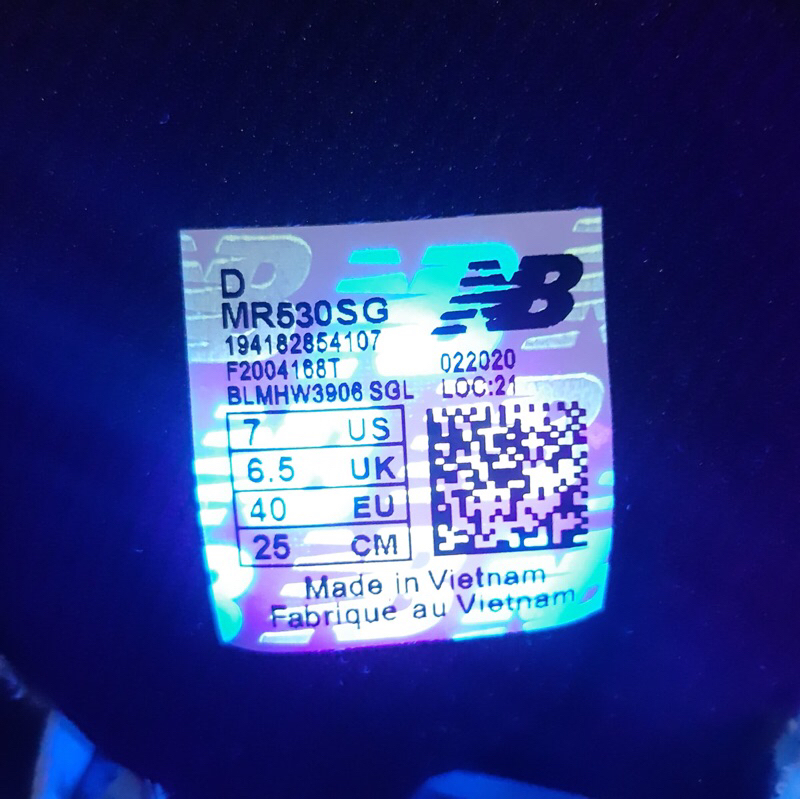 NB
D
MR530SG
194182854107
F2004168T 022020
BLMHW3906 SGL LOC:21
7 US
6.5 UK
40 EU
25 CM
Made in Vietnam
Fabrique au Vietnam